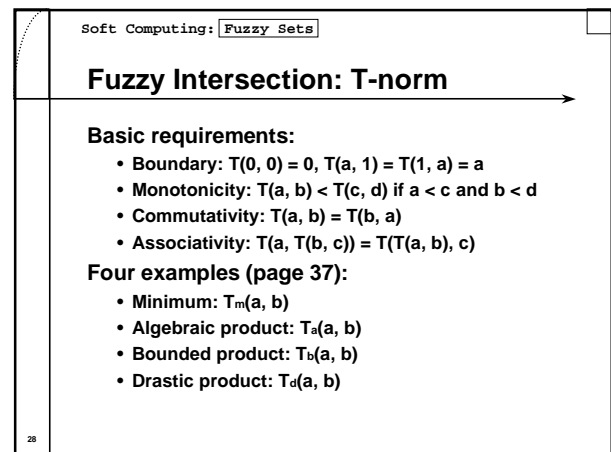 Soft Computing: Fuzzy Sets
Fuzzy Intersection: T-norm
Basic requirements:
• Boundary: T(0, 0) = 0, T(a, 1) = T(1, a) = a
• Monotonicity: T(a, b) < T(c, d) if a < c and b < d
• Commutativity: T(a, b) = T(b, a)
• Associativity: T(a, T(b, c)) = T(T(a, b), c)
Four examples (page 37):
• Minimum: Tm(a, b)
• Algebraic product: Ta(a, b)
• Bounded product: Tb(a, b)
• Drastic product: Td(a, b)
28